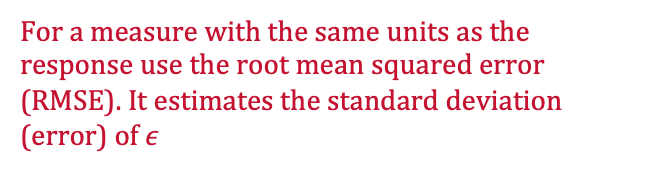 For a measure with the same units as the
response use the root mean squared error
(RMSE). It estimates the standard deviation
(error) of ϵ